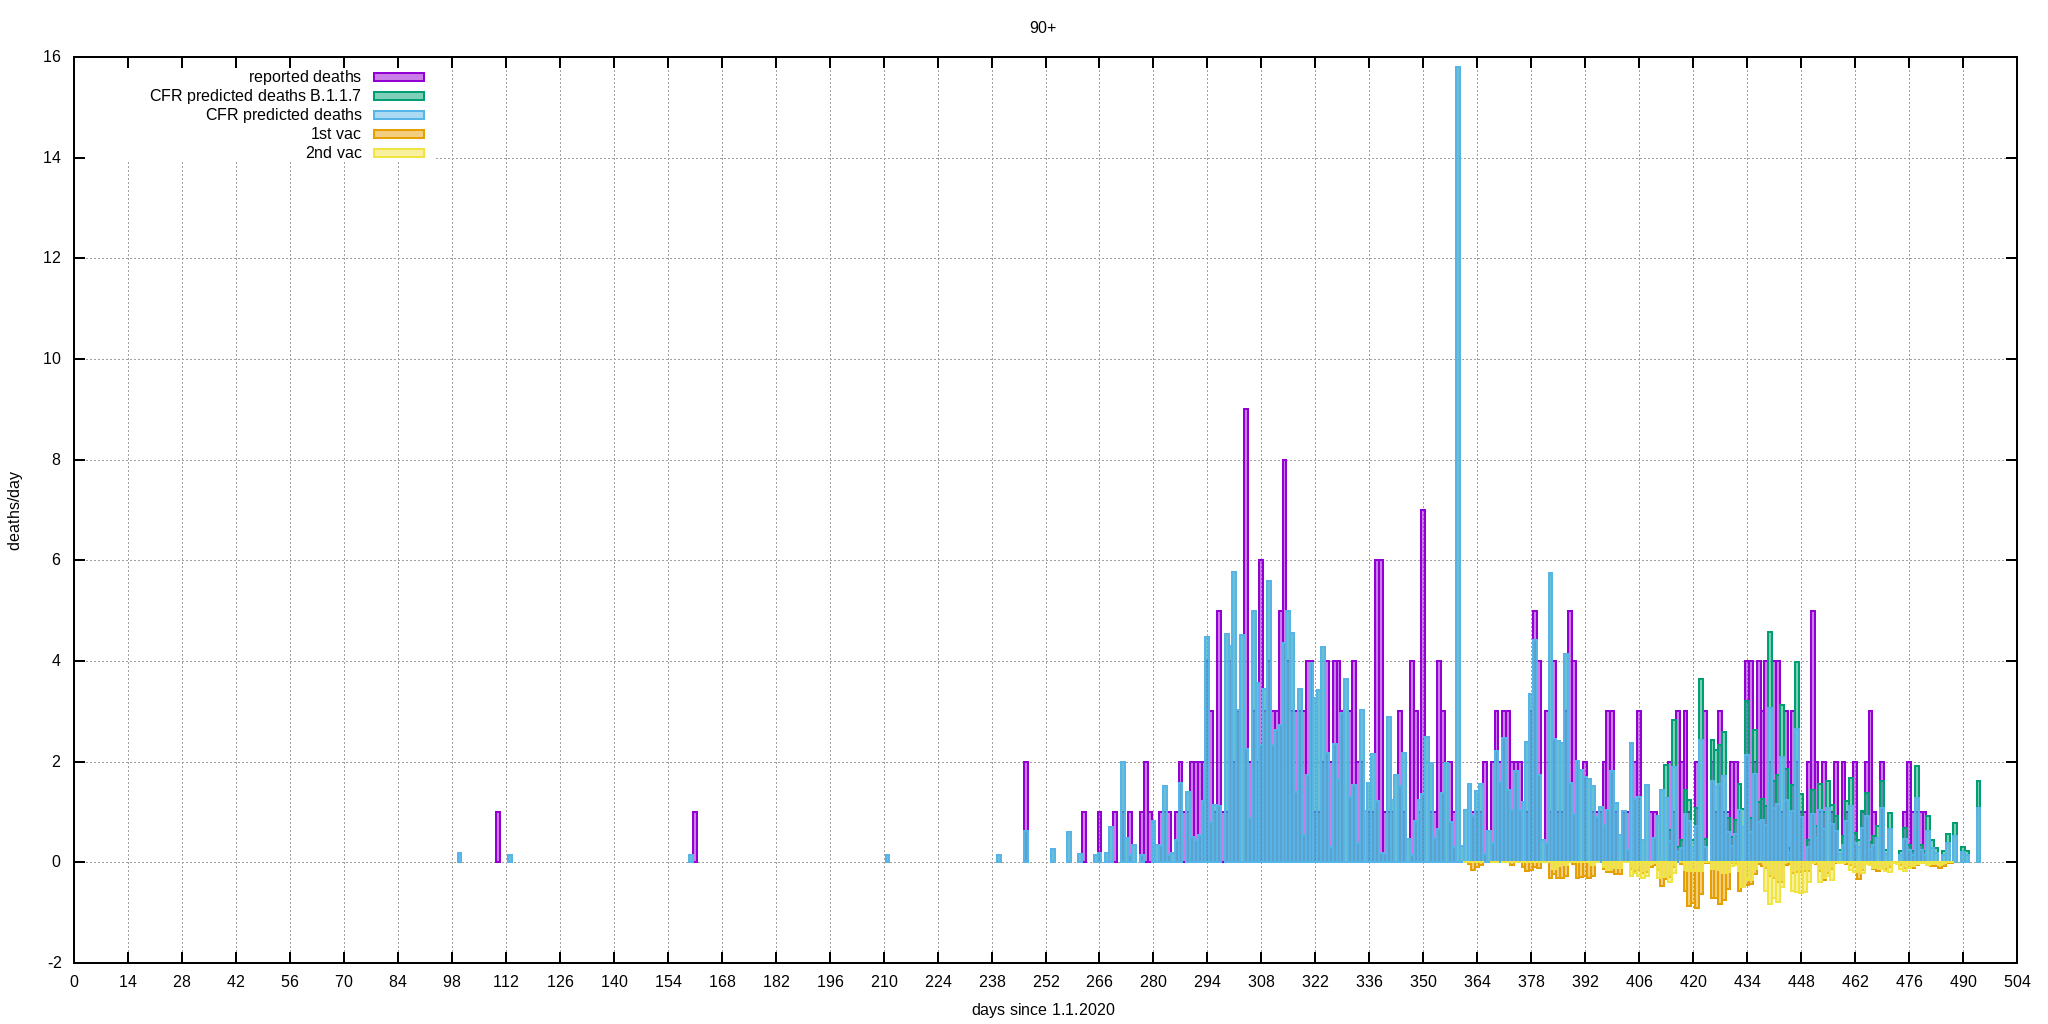 90+
16
14
12
10
8
6
4
2
0
-2
deaths/day
reported deaths
CFR predicted deaths B.1.1.7
CFR predicted deaths
1st vac
2nd vac
0 14 28 42 56 70 84 98 112 126 140 154 168 182 196 210 224 238 252 266 280 294 308 322 336 350 364 378 392 406 420 434 448 462 476 490 504
days since 1.1.2020